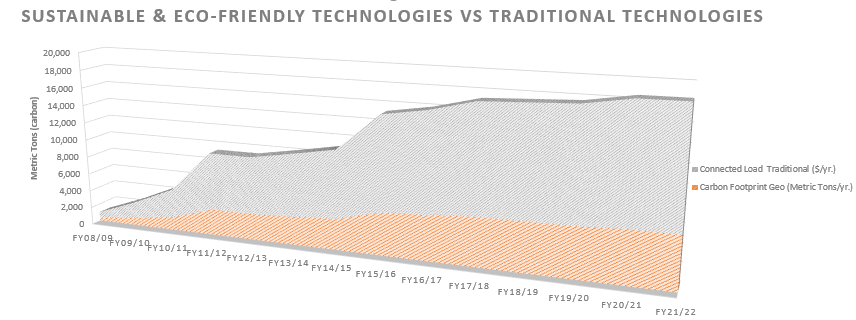 SUSTAINABLE & ECO-FRIENDLY TECHNOLOGIES VS TRADITIONAL TECHNOLOGIES
Metric Tons (carbon)
20,000
18,000
16,000
14,000
12,000
10,000
8,000
6,000
4,000
2,000
0
FY08/09
FY09/10
FY10/11
FY11/12
FY12/13
FY13/14
FY14/15
FY15/16
FY16/17
FY17/18
FY18/19
FY19/20
FY20/21
FY21/22
Connected Load Traditional ($/yr.)
Carbon Footprint Geo (Metric Tons/yr.)